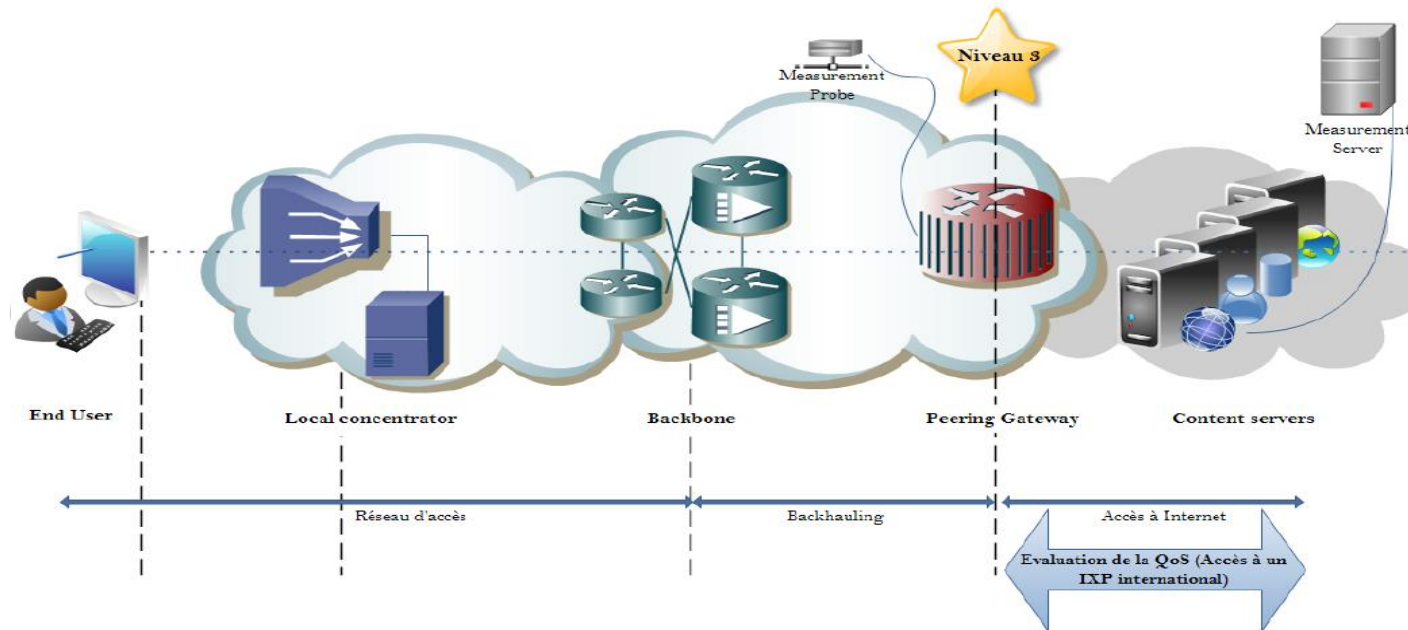 Niveau 3
Measurement
Probe
Measurement
Server
End User
Local concentrator
Backbone
Peering Gateway
Content servers
Réseau d'accès
Backhauling
Accès à Internet
Evaluation de la QoS (Accès à un
IXP international)